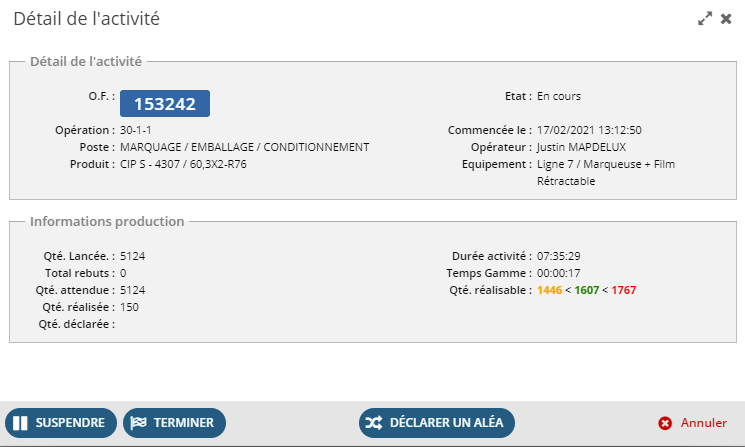 Détail de l'activité
Détail de l'activité
O.F. : 153242
Etat : En cours
Opération : 30-1-1
Commencée le : 17/02/2021 13:12:50
Poste : MARQUAGE / EMBALLAGE / CONDITIONNEMENT
Opérateur : Justin MAPDELUX
Produit : CIP S - 4307 / 60,3X2-R76
Equipement : Ligne 7 / Marqueuse + Film
Rétractable
Informations production
Qté. Lancée. : 5124
Durée activité : 07:35:29
Total rebuts : 0
Temps Gamme : 00:00:17
Qté. attendue : 5124
Qté. réalisable : 1446 < 1607 < 1767
Qté. réalisée : 150
Qté. déclarée :
SUSPENDRE
TERMINER
DÉCLARER UN ALÉA
Annuler